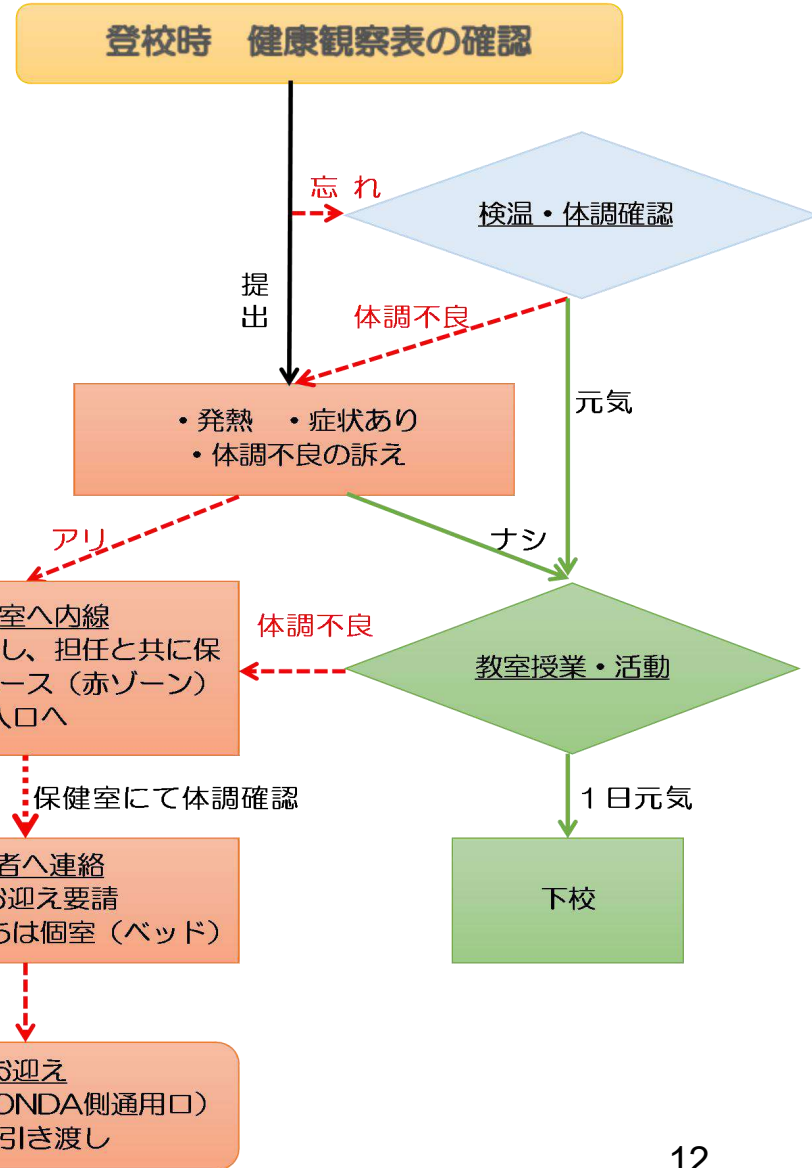 登校時　健康観察表の確認
忘 れ
検温・体調確認
提出
体調不良
元気
・発熱　・症状あり
・体調不良の訴え
アリ
ナシ
室へ内線
し、担任と共に保
ース（赤ゾーン）
入口へ
体調不良
教室授業・活動
保健室にて体調確認
１日元気
者へ連絡
お迎え要請
ちは個室（ベッド）
下校
お迎え
ONDA側通用口）
引き渡し
12